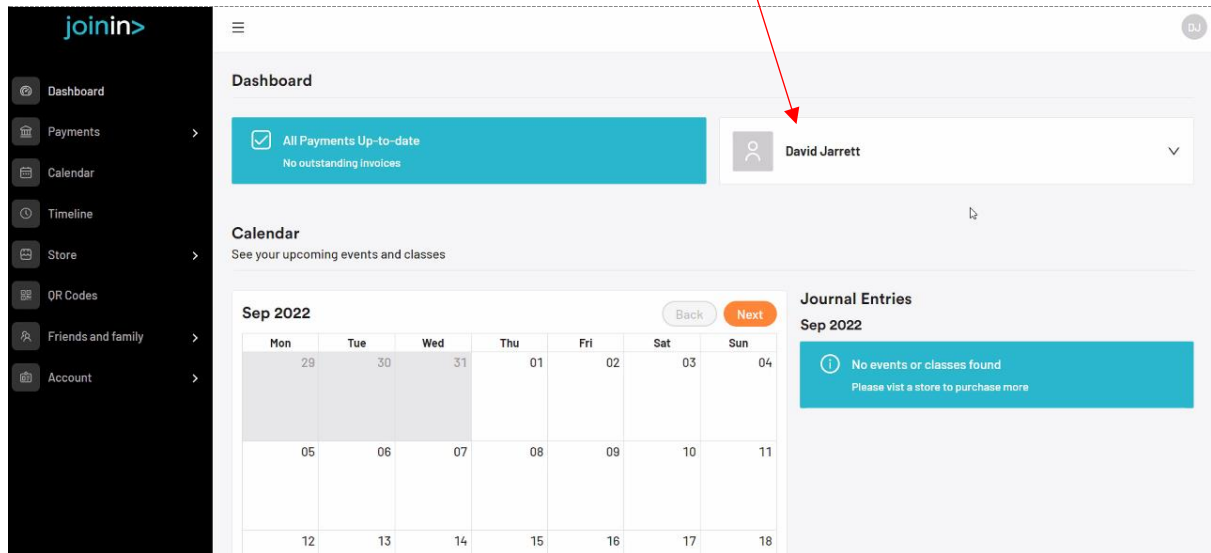 joinin>
DJ
Dashboard
Payments
Calendar
Timeline
Store
QR Codes
Friends and family
Account
Dashboard
All Payments Up-to-date
No outstanding invoices
David Jarrett
Calendar
See your upcoming events and classes
Sep 2022
Back Next
Mon Tue Wed Thu Fri Sat Sun
29 30 31 01 02 03 04
05 06 07 08 09 10 11
12 13 14 15 16 17 18
Journal Entries
Sep 2022
No events or classes found
Please vist a store to purchase more